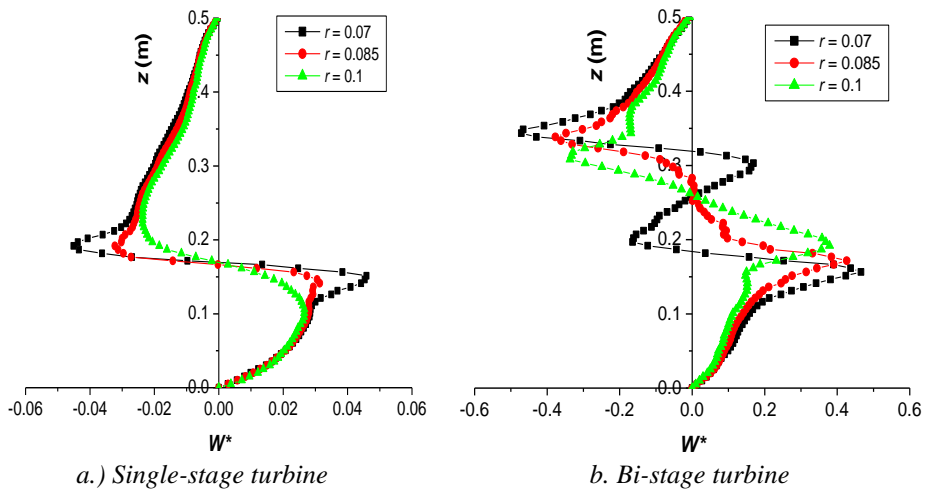 0.5
0.4
0.3
0.2
0.1
0.0
z (m)
r = 0.07
r = 0.085
r = 0.1
-0.06 -0.04 -0.02 0.00 0.02 0.04 0.06
W*
a.) Single-stage turbine
0.5
0.4
0.3
0.2
0.1
0.0
z (m)
r = 0.07
r = 0.085
r = 0.1
-0.6 -0.4 -0.2 0.0 0.2 0.4 0.6
W*
b. Bi-stage turbine